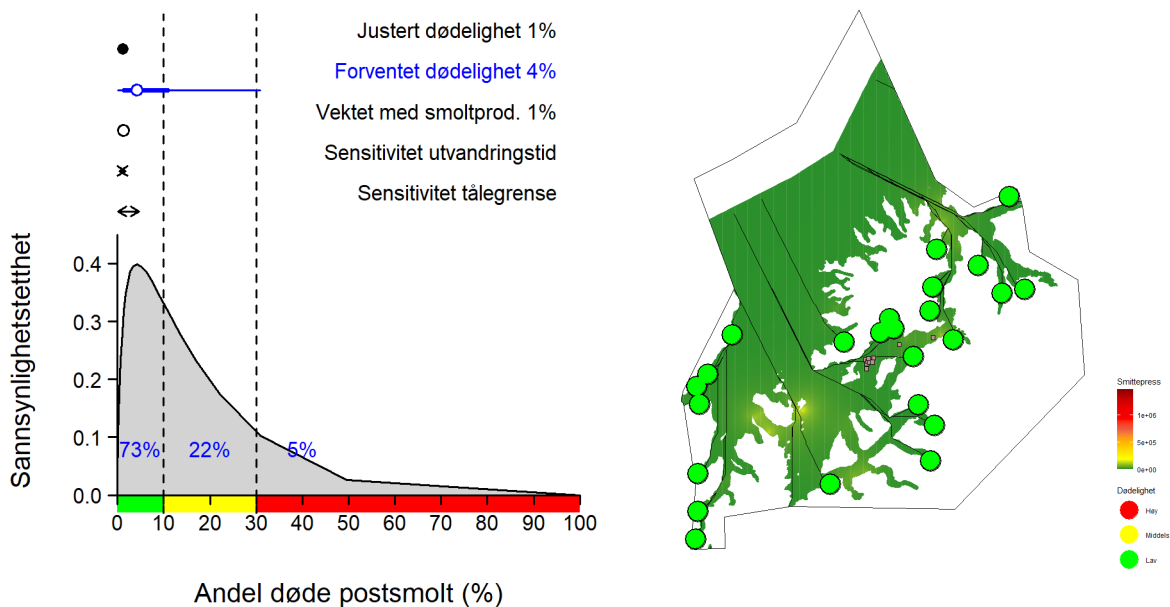 Justert dødelighet 1%
Forventet dødelighet 4%
Vektet med smoltprod. 1%
Sensitivitet utvandringstid
Sensitivitet tålegrense
Sannsynlighetstetthet
0.4
0.3
0.2
0.1
0.0
73%
22%
5%
0 10 20 30 40 50 60 70 80 90 100
Andel døde postsmolt (%)
Smittepress
1e+06
5e+05
0e+00
Dødelighet
Høy
Middels
Lav